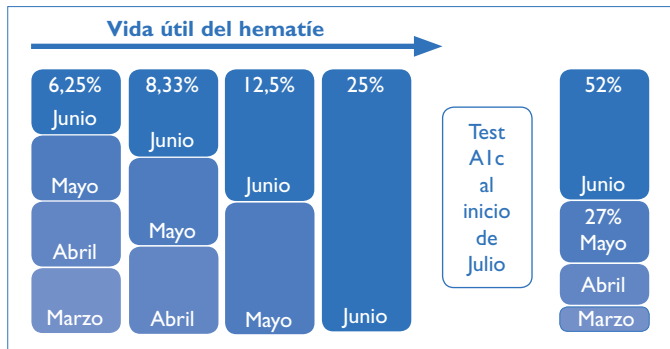 Vida útil del hematíe
6,25%
Junio
Mayo
Abril
Marzo
8,33%
Junio
Mayo
Abril
12,5%
Junio
Mayo
25%
Junio
Test
A1c
al
inicio
de
Julio
52%
Junio
27%
Mayo
Abril
Marzo